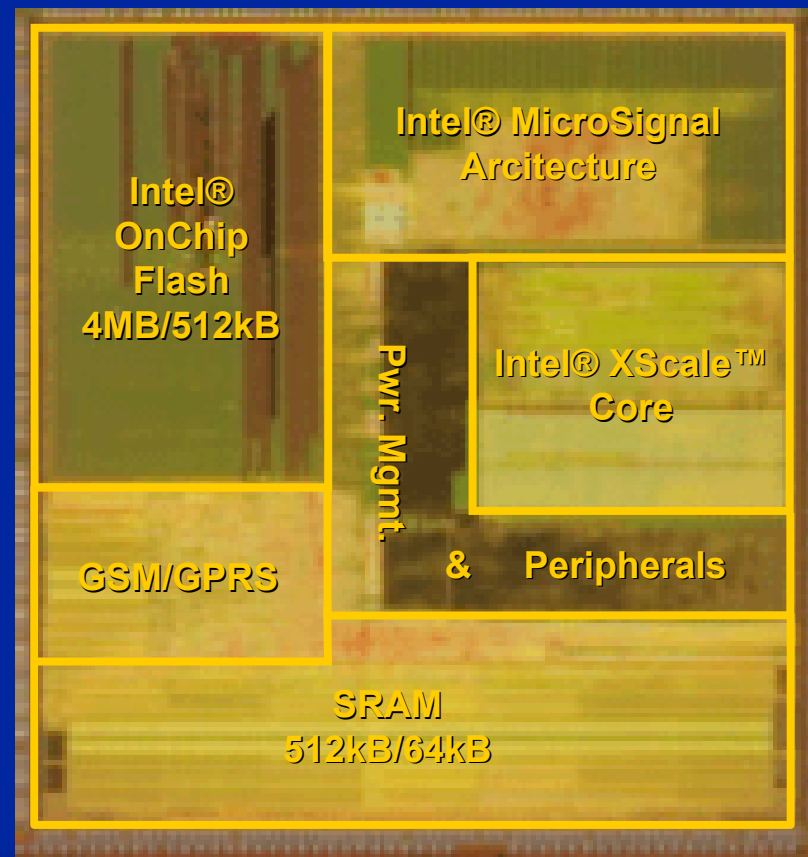 Intel® MicroSignal
Arcitecture
Intel®
OnChip
Flash
4MB/512kB
Intel® XScale™
Core
Pwr. Mgmt.
& Peripherals
GSM/GPRS
SRAM
512kB/64kB